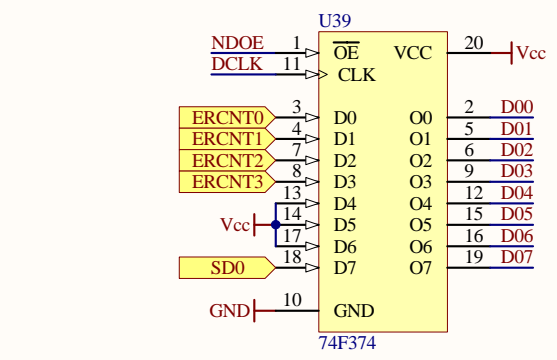 U39
NDOE 1 OE VCC 20 Vcc
DCLK 11 CLK
ERCNT0 3 D0 O0 2 D00
ERCNT1 4 D1 O1 5 D01
ERCNT2 7 D2 O2 6 D02
ERCNT3 8 D3 O3 9 D03
13 D4 O4 12 D04
Vcc 14 D5 O5 15 D05
17 D6 O6 16 D06
SD0 18 D7 O7 19 D07
GND 10 GND
74F374